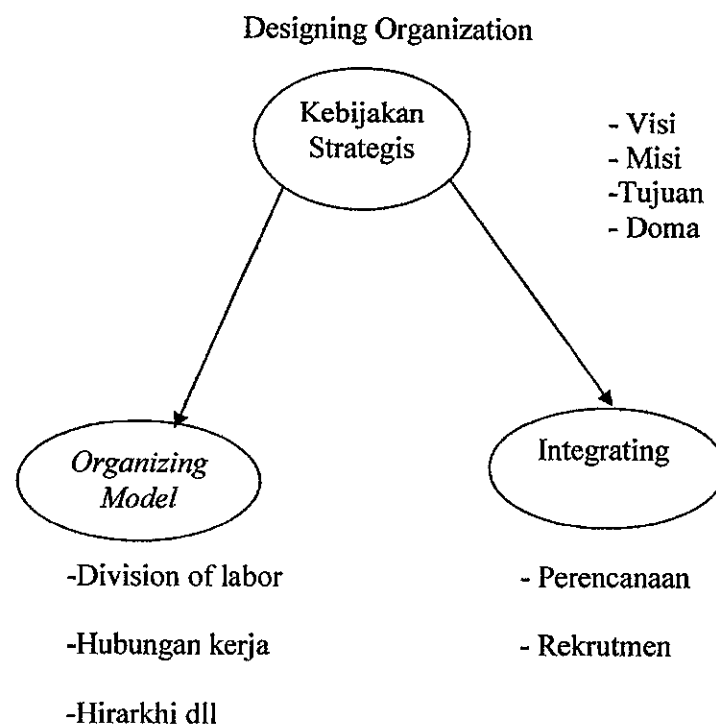 Designing Organization
Kebijakan
Strategis
- Visi
- Misi
-Tujuan
- Doma
Organizing
Model
Integrating
-Division of labor
-Hubungan kerja
-Hirarkhi dll
- Perencanaan
- Rekrutmen